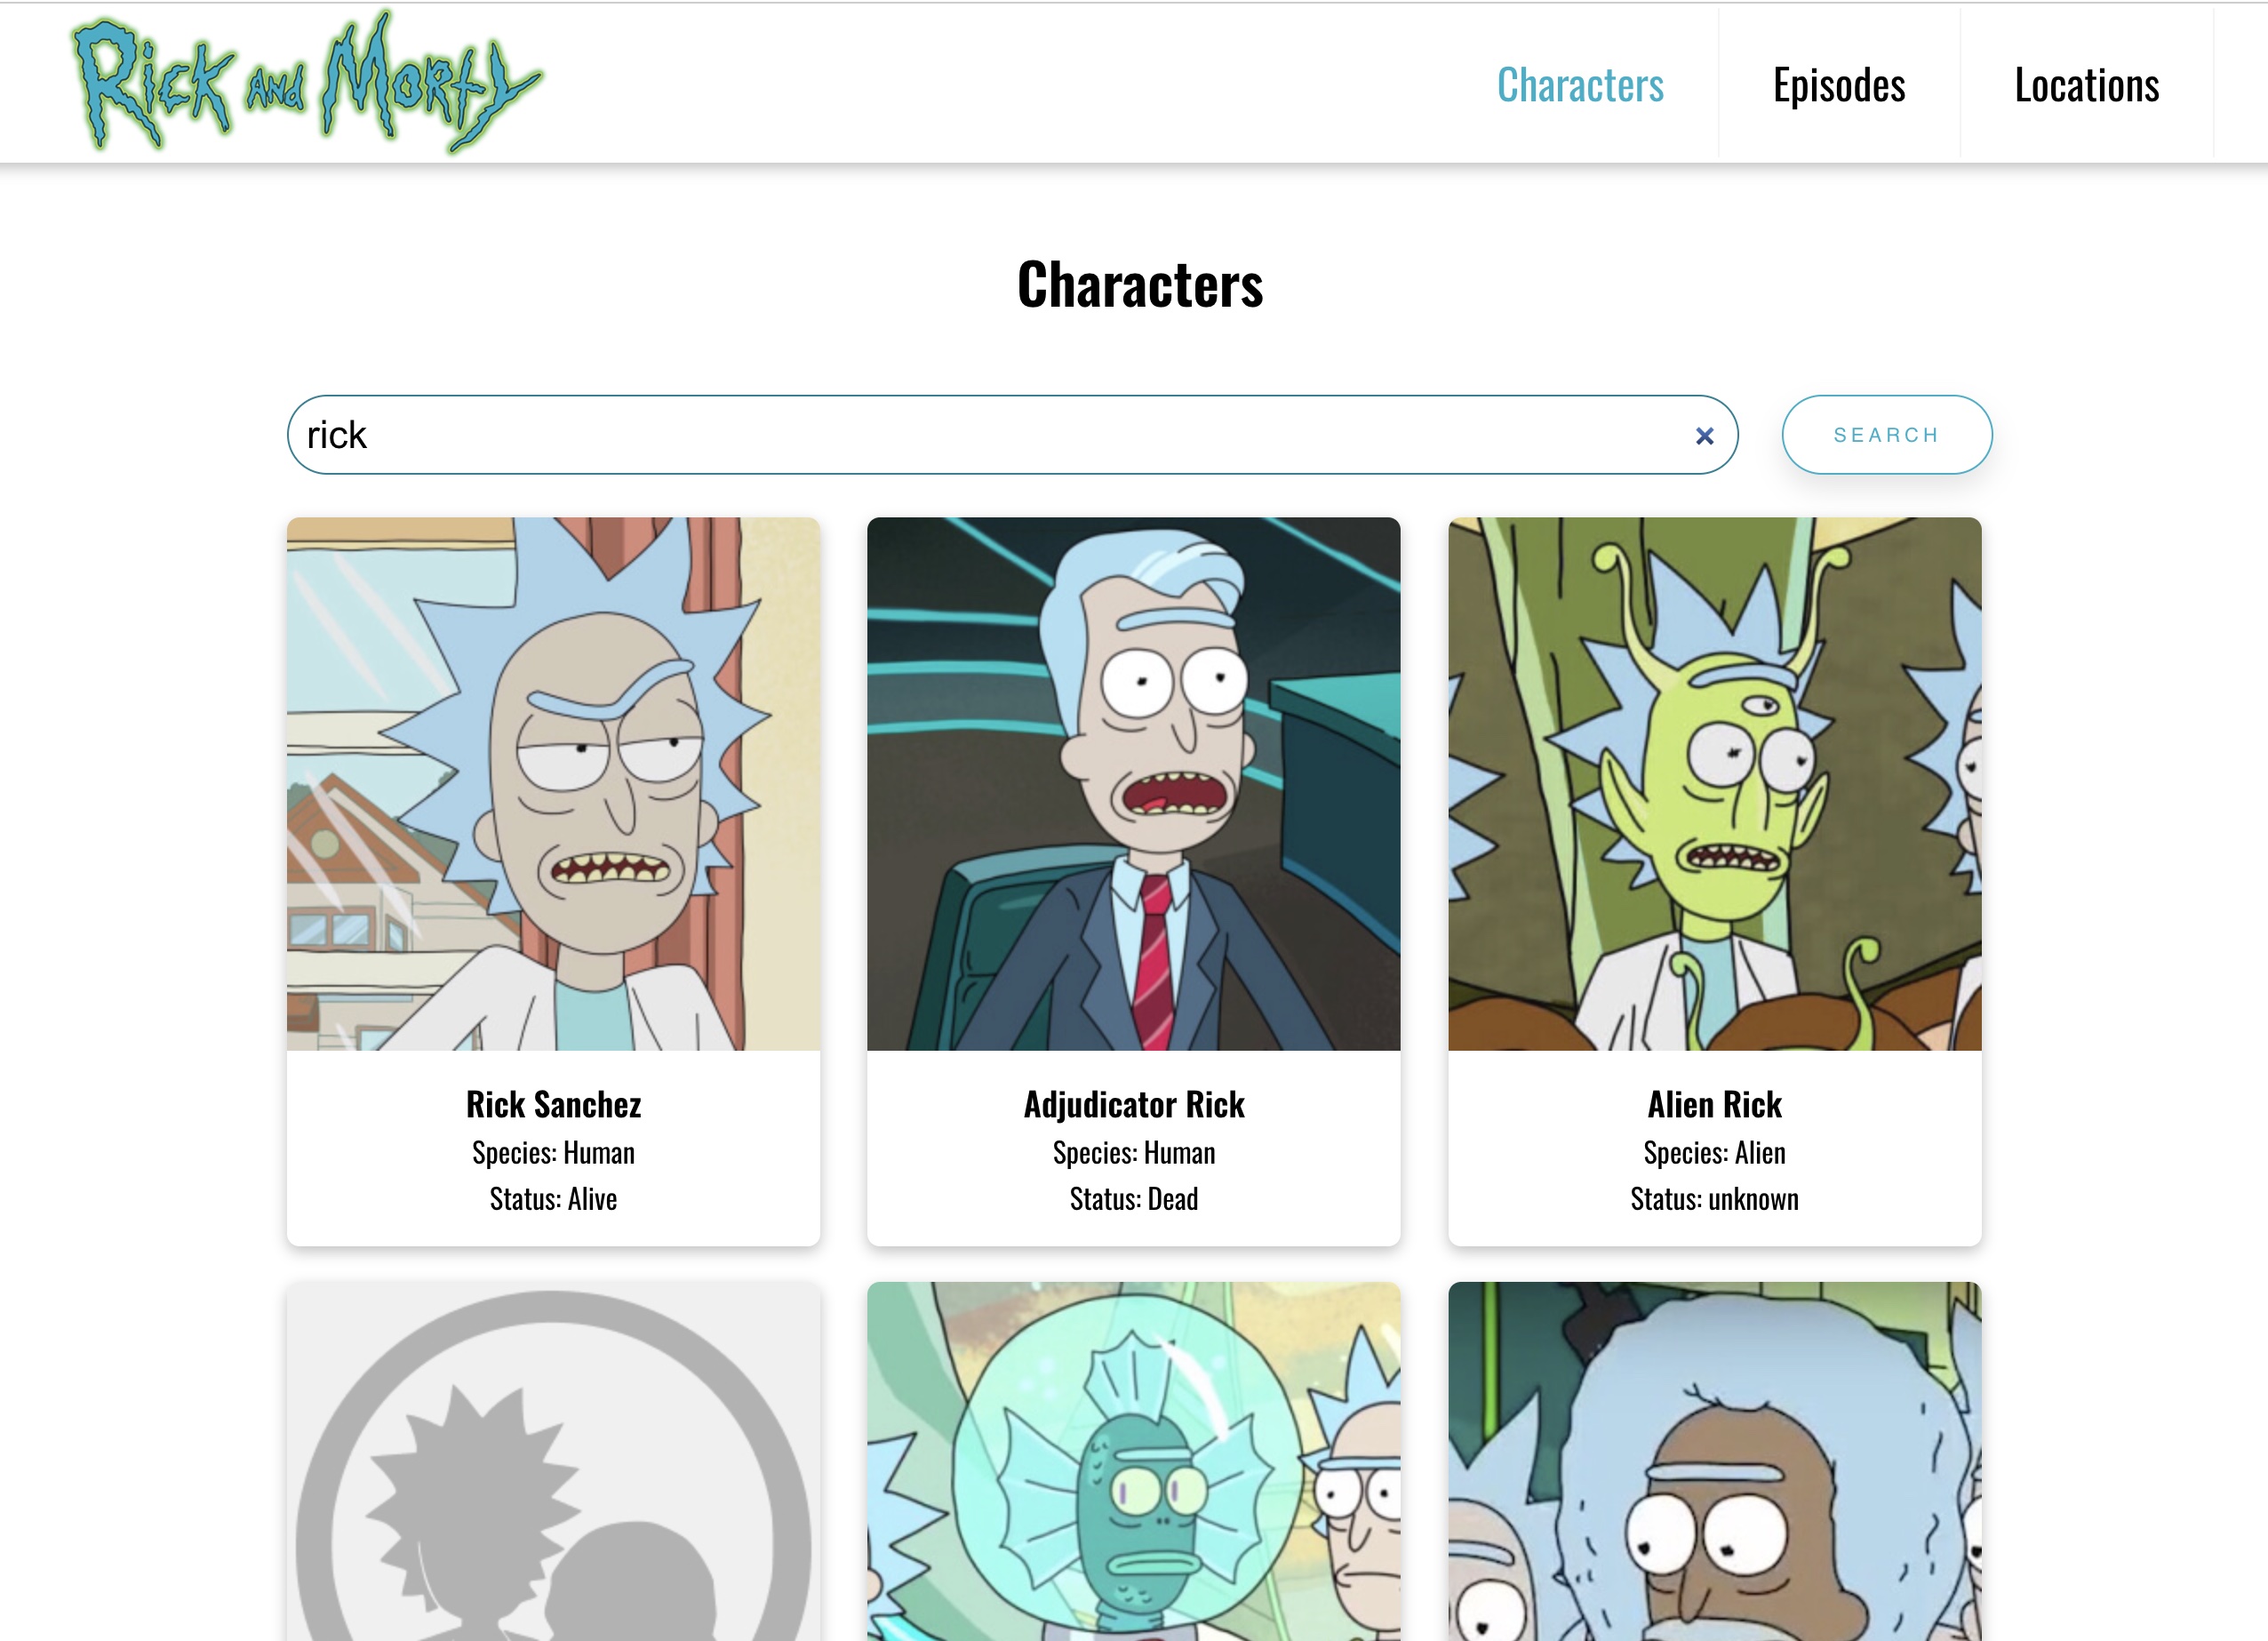 Rick and Morty
Characters
Episodes
Locations
Characters
rick
SEARCH
Rick Sanchez
Species: Human
Status: Alive
Adjudicator Rick
Species: Human
Status: Dead
Alien Rick
Species: Alien
Status: unknown